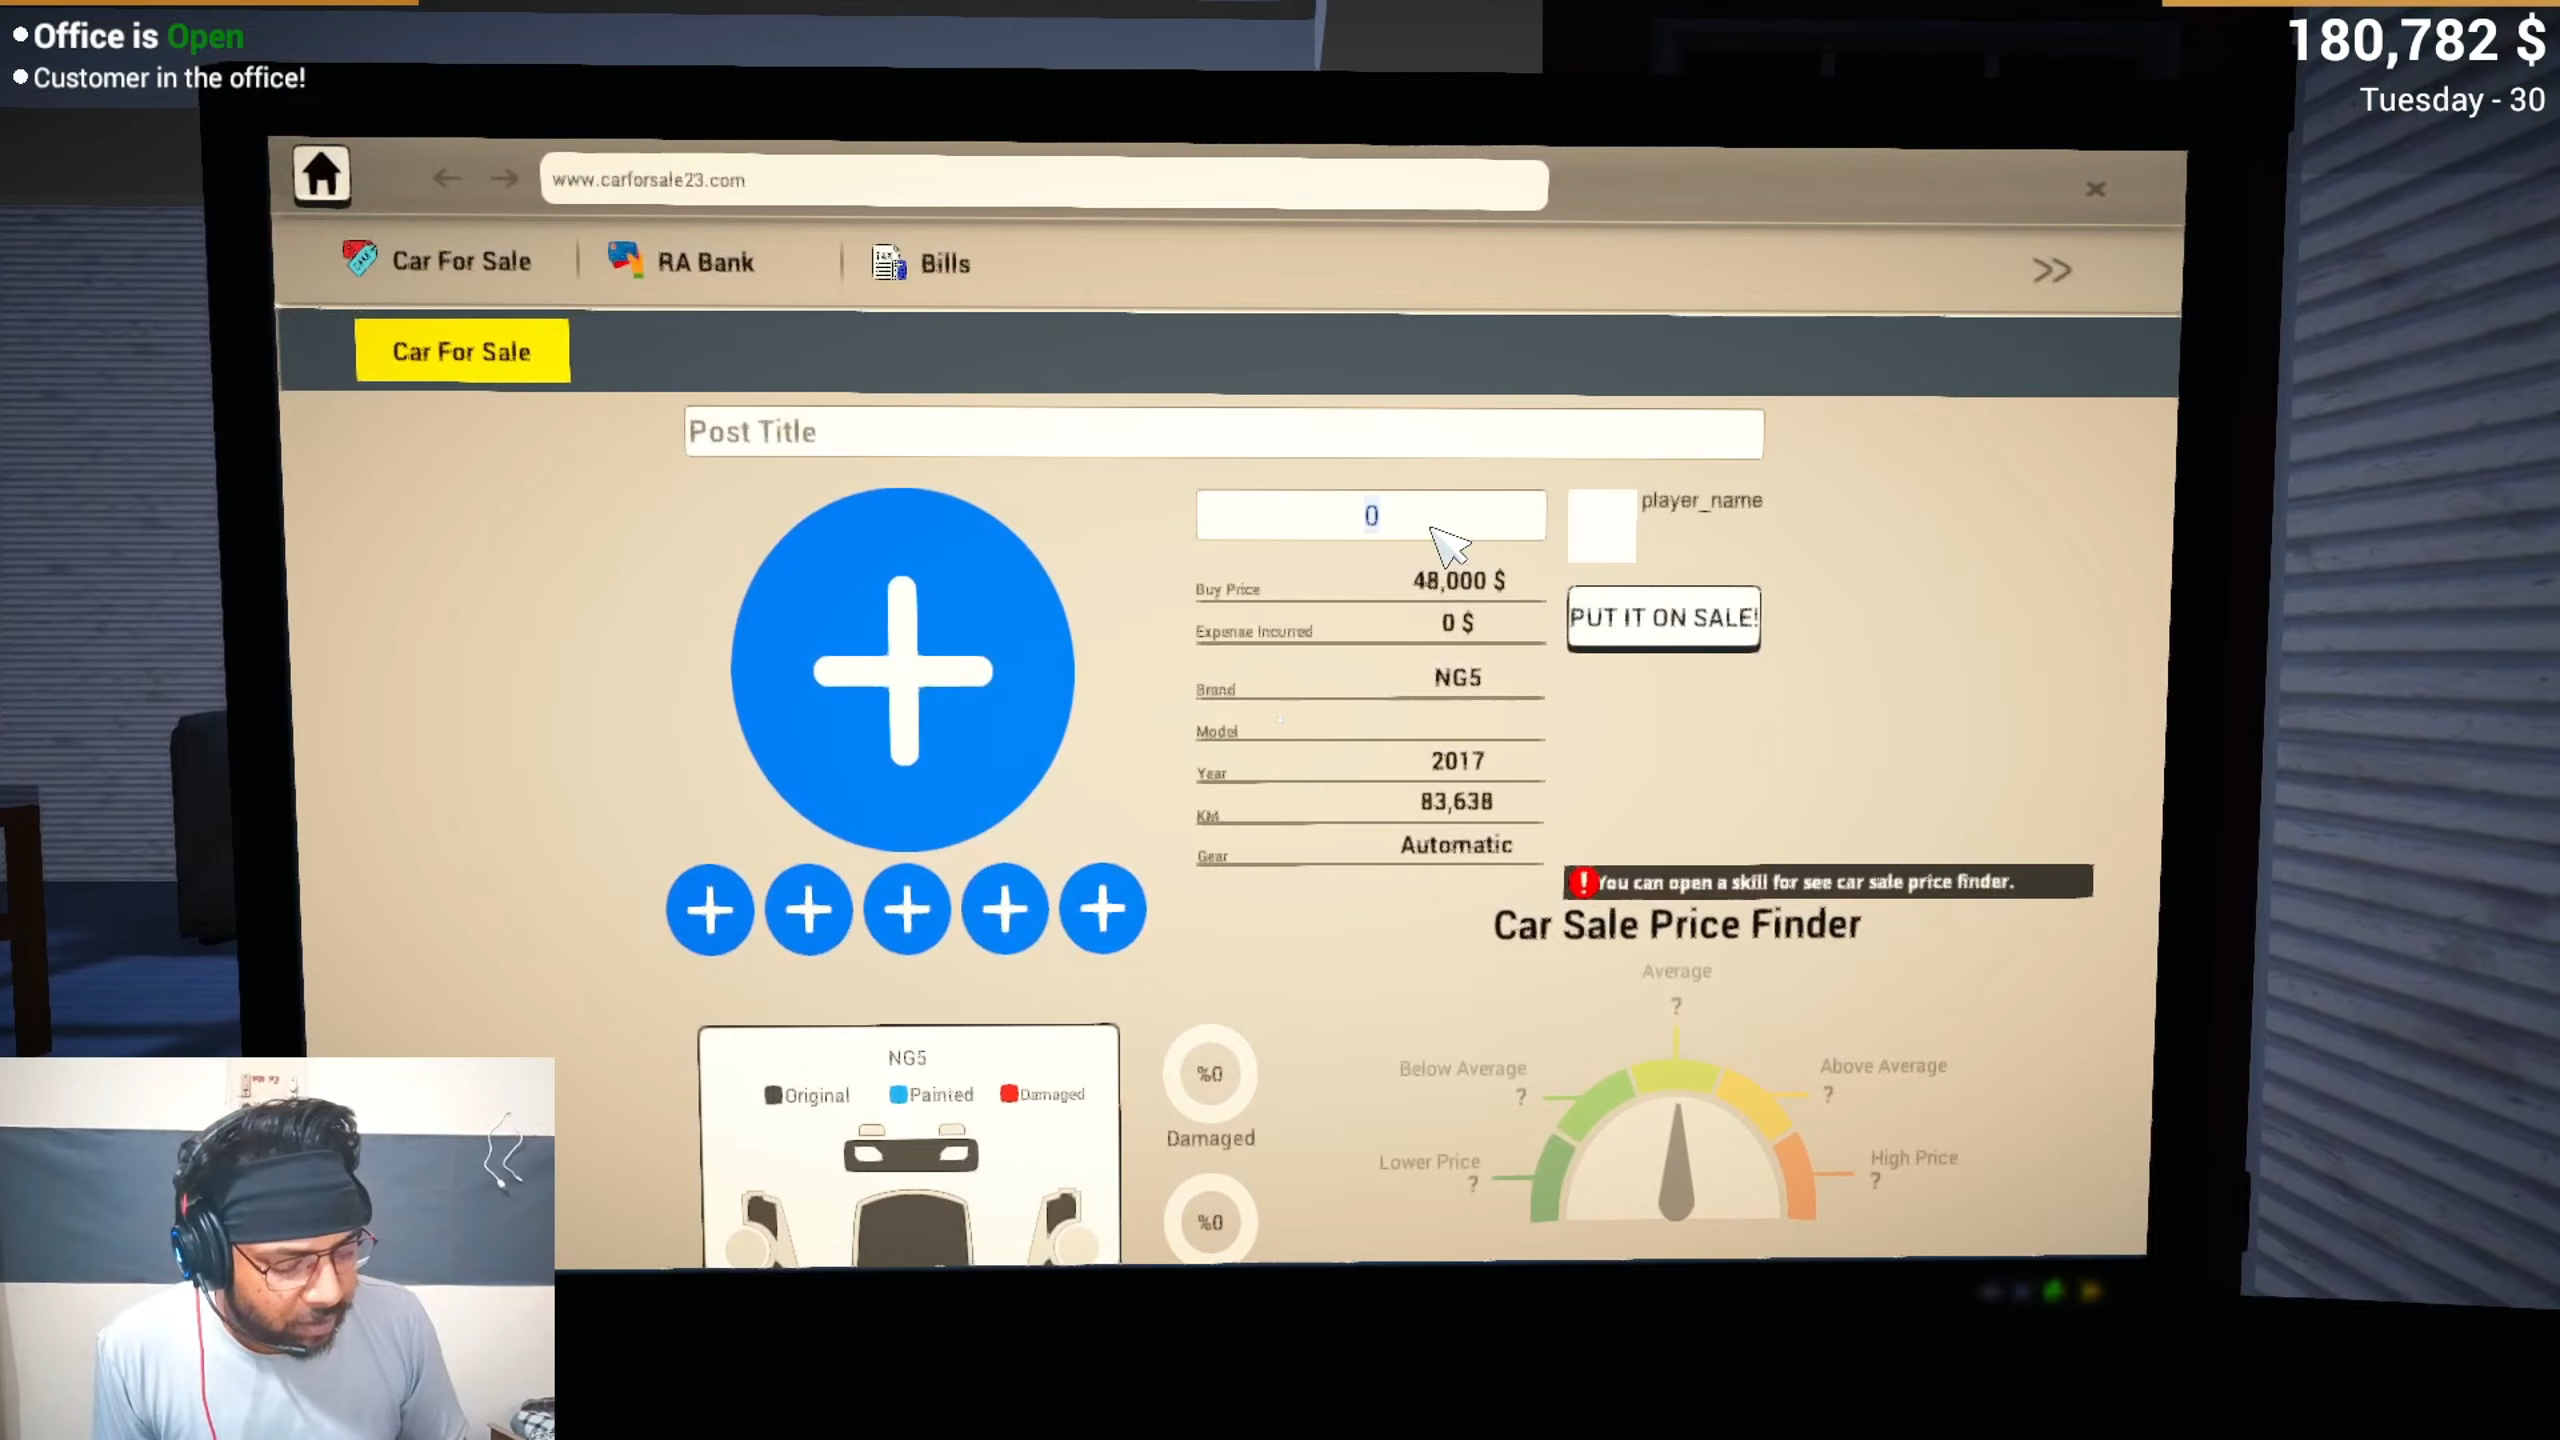 Office is Open
Customer in the office!
180,782 $
Tuesday - 30
www.carforsale23.com
×
Car For Sale
RA Bank
Bills
>>
Car For Sale
Post Title
0
player_name
Buy Price 48,000 $
Expense Incurred 0 $
PUT IT ON SALE!
Brand NG5
Model
Year 2017
KM 83,638
Gear Automatic
You can open a skill for see car sale price finder.
Car Sale Price Finder
Average
?
Below Average
?
Above Average
?
Lower Price
?
High Price
?
NG5
Original Painted Damaged
%0
Damaged
%0